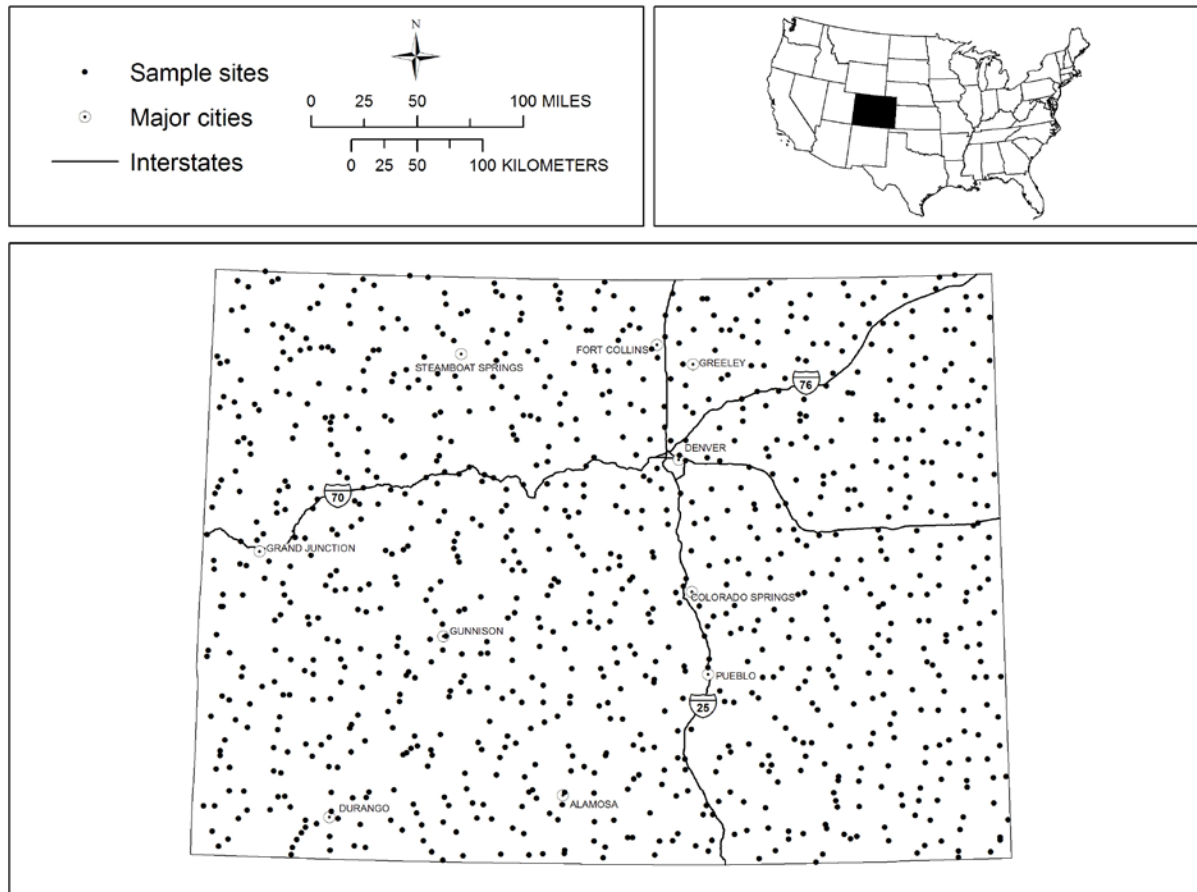 N
Sample sites
0 25 50 100 MILES
Major cities
0 25 50 100 KILOMETERS
Interstates
FORT COLLINS
STEAMBOAT SPRINGS
GREELEY
76
DENVER
70
GRAND JUNCTION
COLORADO SPRINGS
GUNNISON
PUEBLO
25
DURANGO
ALAMOSA